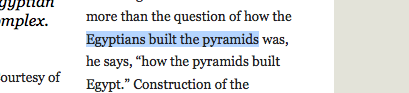 gyptian
mplex.
ourtesy of
more than the question of how the
Egyptians built the pyramids was,
he says, “how the pyramids built
Egypt.” Construction of the